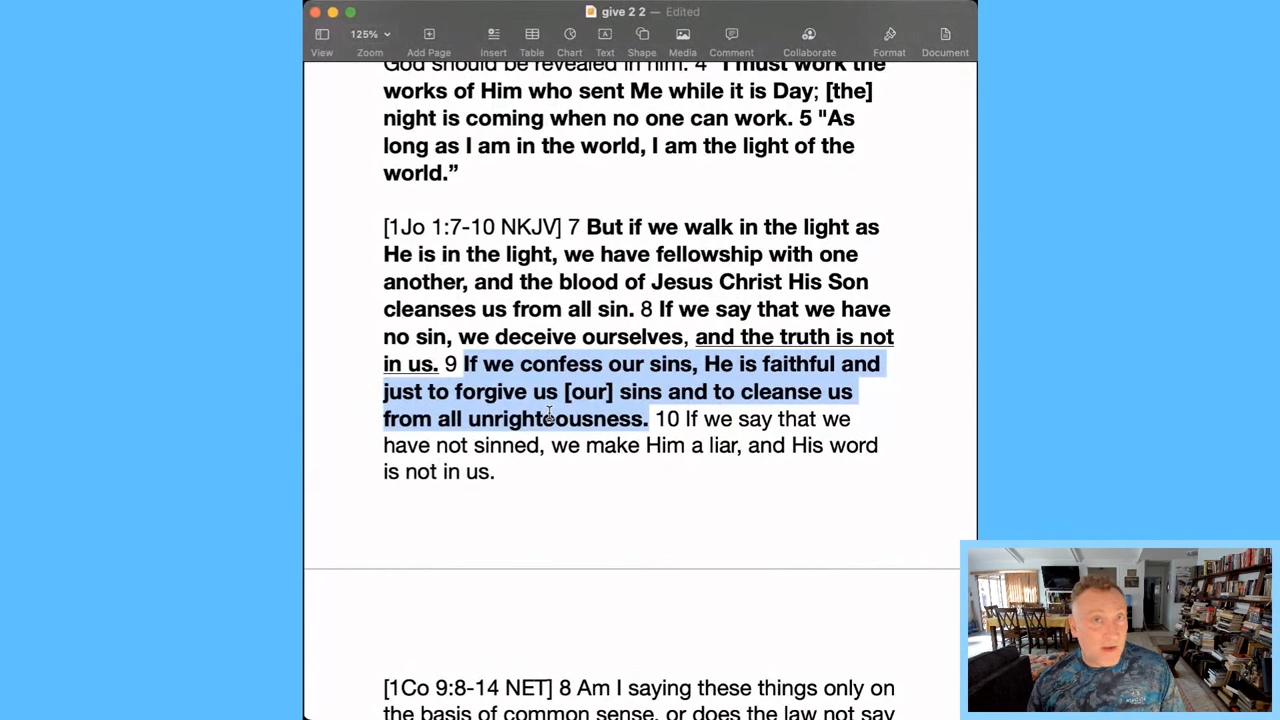 give 2 2 — Edited
125%
View Zoom Add Page Insert Table Chart Text Shape Media Comment Collaborate Format Document
God should be revealed in him. 4 "I must work the
works of Him who sent Me while it is Day; [the]
night is coming when no one can work. 5 "As
long as I am in the world, I am the light of the
world.”
[1Jo 1:7-10 NKJV] 7 But if we walk in the light as
He is in the light, we have fellowship with one
another, and the blood of Jesus Christ His Son
cleanses us from all sin. 8 If we say that we have
no sin, we deceive ourselves, and the truth is not
in us. 9 If we confess our sins, He is faithful and
just to forgive us [our] sins and to cleanse us
from all unrighteousness. 10 If we say that we
have not sinned, we make Him a liar, and His word
is not in us.
[1Co 9:8-14 NET] 8 Am I saying these things only on
the basis of common sense, or does the law not say